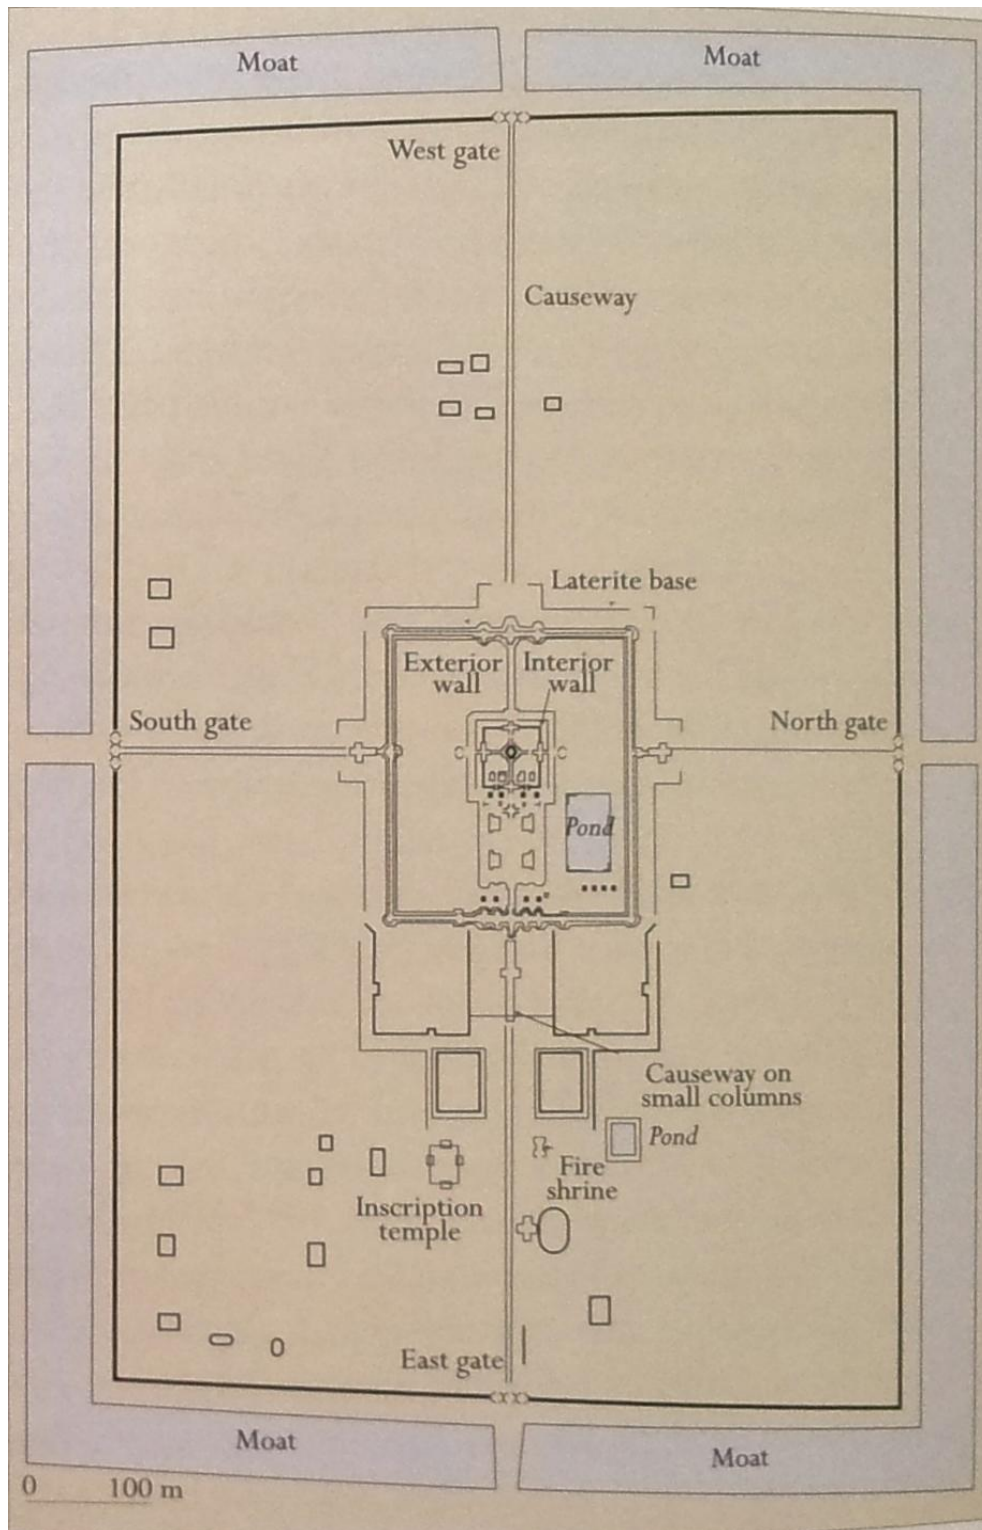 Moat
Moat
West gate
Causeway
Laterite base
Exterior
wall
Interior
wall
South gate
North gate
Pond
Causeway on
small columns
Pond
Fire
shrine
Inscription
temple
East gate
Moat
Moat
0 100 m